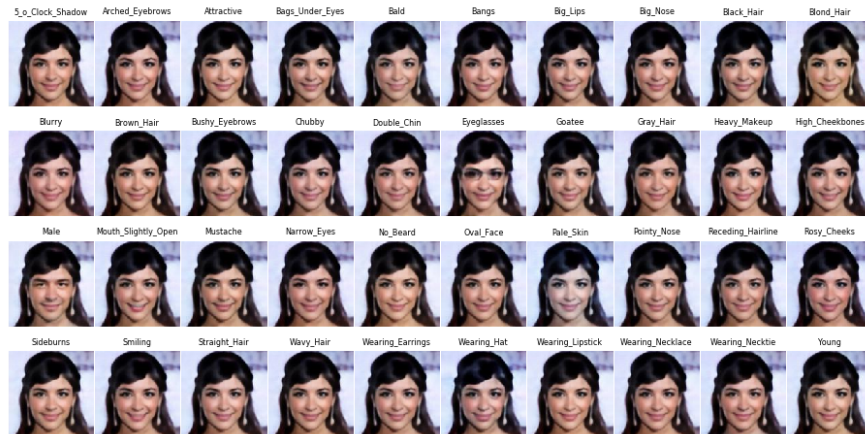 5_o_Clock_Shadow Arched_Eyebrows Attractive Bags_Under_Eyes Bald Bangs Big_Lips Big_Nose Black_Hair Blond_Hair
Blurry Brown_Hair Bushy_Eyebrows Chubby Double_Chin Eyeglasses Goatee Gray_Hair Heavy_Makeup High_Cheekbones
Male Mouth_Slightly_Open Mustache Narrow_Eyes No_Beard Oval_Face Pale_Skin Pointy_Nose Receding_Hairline Rosy_Cheeks
Sideburns Smiling Straight_Hair Wavy_Hair Wearing_Earrings Wearing_Hat Wearing_Lipstick Wearing_Necklace Wearing_Necktie Young